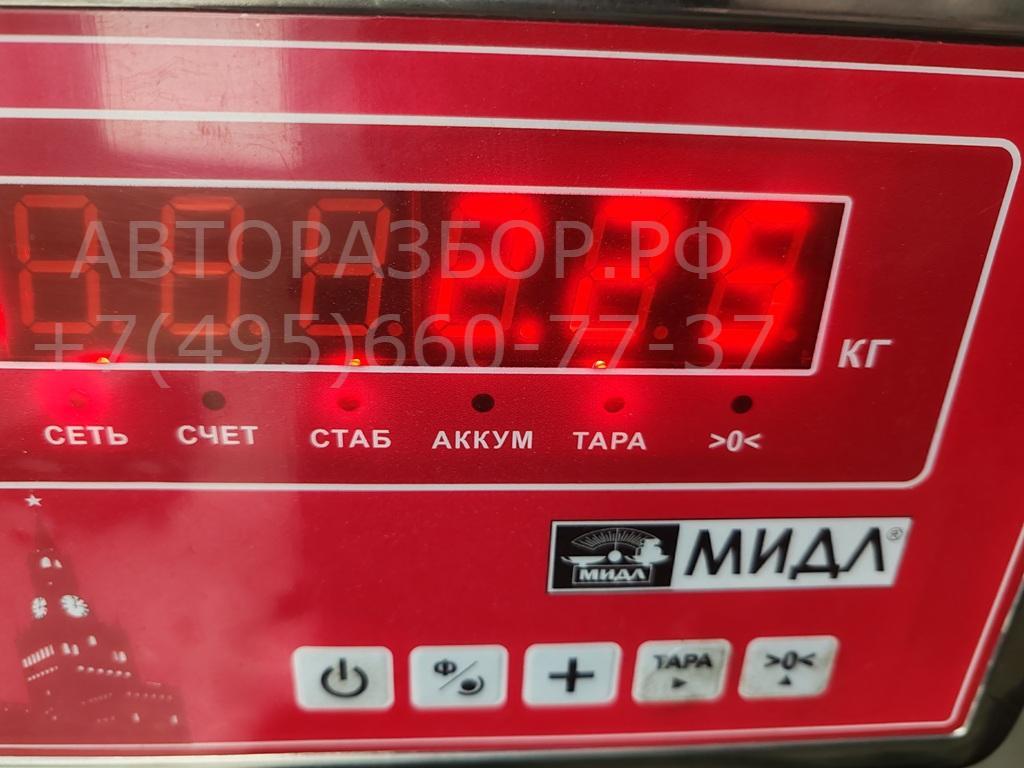 АВТОРАЗБОР.РФ
+7(495)660-77-37
КГ
СЕТЬ СЧЕТ СТАБ АККУМ ТАРА >0<
МИДЛ МИДЛ®
Ф ТАРА >0<